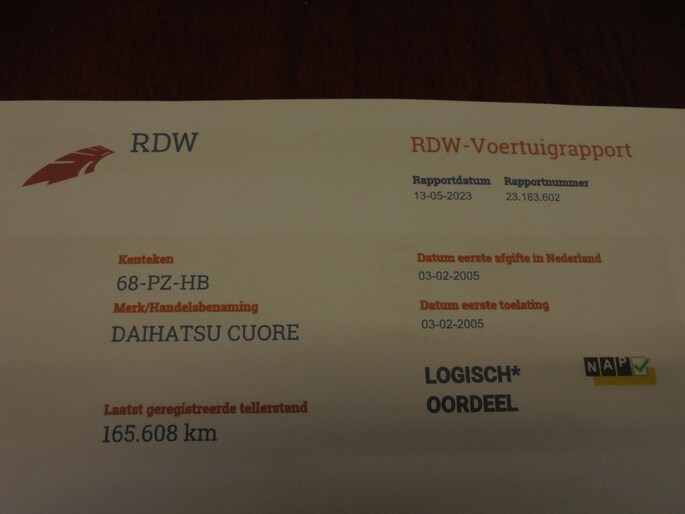 RDW
RDW-Voertuigrapport
Rapportdatum Rapportnummer
13-05-2023 23.183.602
Kenteken
68-PZ-HB
Merk/Handelsbenaming
DAIHATSU CUORE
Laatst geregistreerde tellerstand
165.608 km
Datum eerste afgifte in Nederland
03-02-2005
Datum eerste toelating
03-02-2005
LOGISCH*
OORDEEL
NAP